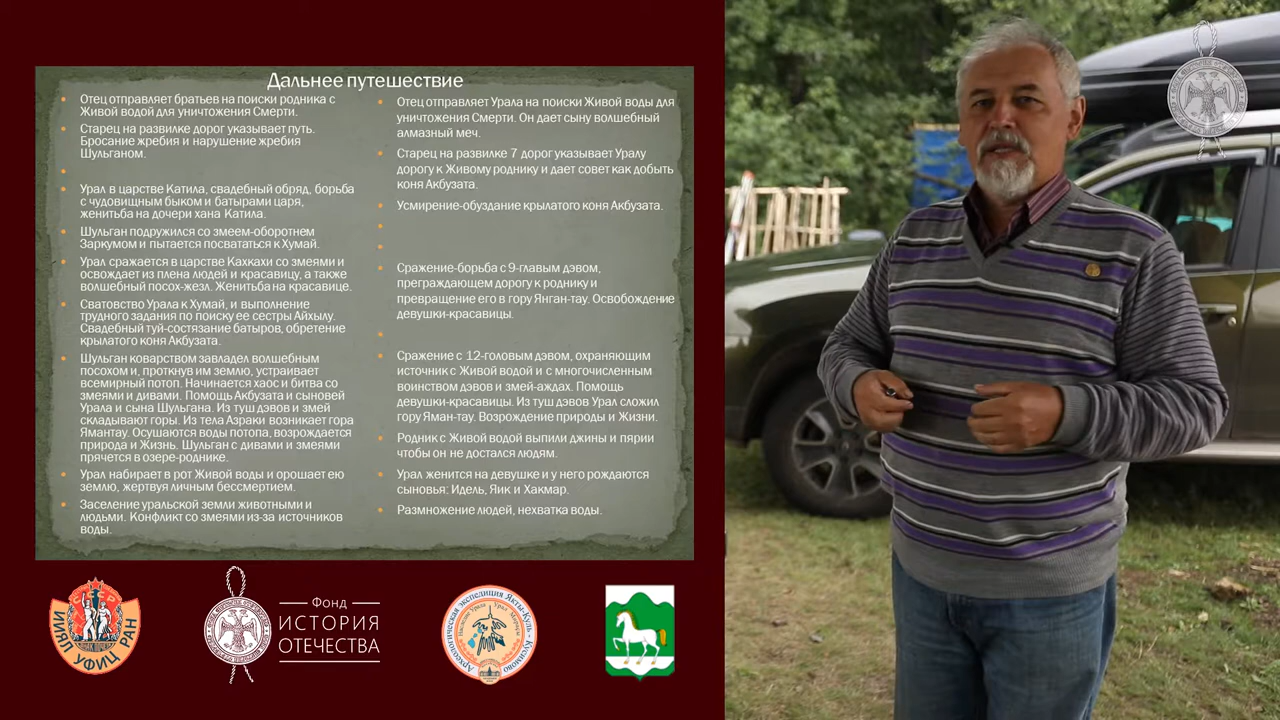 Дальнее путешествие
Отец отправляет братьев на поиски родника с
Живой водой для уничтожения Смерти.
Старец на развилке дорог указывает путь.
Бросание жребия и нарушение жребия
Шульганом.
Урал в царстве Катила, свадебный обряд, борьба
с чудовищным быком и батырами царя,
женитьба на дочери хана Катила.
Шульган подружился со змеем-оборотнем
Заркумом и пытается посвататься к Хумай.
Урал сражается в царстве Кахкахи со змеями и
освождает из плена людей и красавицу, а также
волшебный посох-жезл. Женитьба на красавице.
Сватовство Урала к Хумай, и выполнение
трудного задания по поиску ее сестры Айхылу.
Свадебный туй-состязание батыров, обретение
крылатого коня Акбузата.
Шульган коварством завладел волшебным
посохом и, проткнув им землю, устраивает
всемирный потоп. Начинается хаос и битва со
змеями и дивами. Помощь Акбузата и сыновей
Урала и сына Шульгана. Из туш дэвов и змей
складывают горы. Из тела Азраки возникает гора
Ямантау. Осушаются воды потопа, возрождается
природа и Жизнь. Шульган с дивами и змеями
прячется в озере-роднике.
Урал набирает в рот Живой воды и орошает ею
землю, жертвуя личным бессмертием.
Заселение уральской земли животными и
людьми. Конфликт со змеями из-за источников
воды.
Отец отправляет Урала на поиски Живой воды для
уничтожения Смерти. Он дает сыну волшебный
алмазный меч.
Старец на развилке 7 дорог указывает Уралу
дорогу к Живому роднику и дает совет как добыть
коня Акбузата.
Усмирение-обуздание крылатого коня Акбузата.
Сражение-борьба с 9-главым дэвом,
преграждающем дорогу к роднику и
превращение его в гору Янган-тау. Освобождение
девушки-красавицы.
Сражение с 12-головым дэвом, охраняющим
источник с Живой водой и с многочисленным
воинством дэвов и змей-аждах. Помощь
девушки-красавицы. Из туш дэвов Урал сложил
гору Яман-тау. Возрождение природы и Жизни.
Родник с Живой водой выпили джины и пярии
чтобы он не достался людям.
Урал женится на девушке и у него рождаются
сыновья: Идель, Яик и Хакмар.
Размножение людей, нехватка воды.
ИИЯЛ УФИЦ РАН
Фонд
ИСТОРИЯ
ОТЕЧЕСТВА
Археологическая экспедиция Якты-Куль - Кусимово